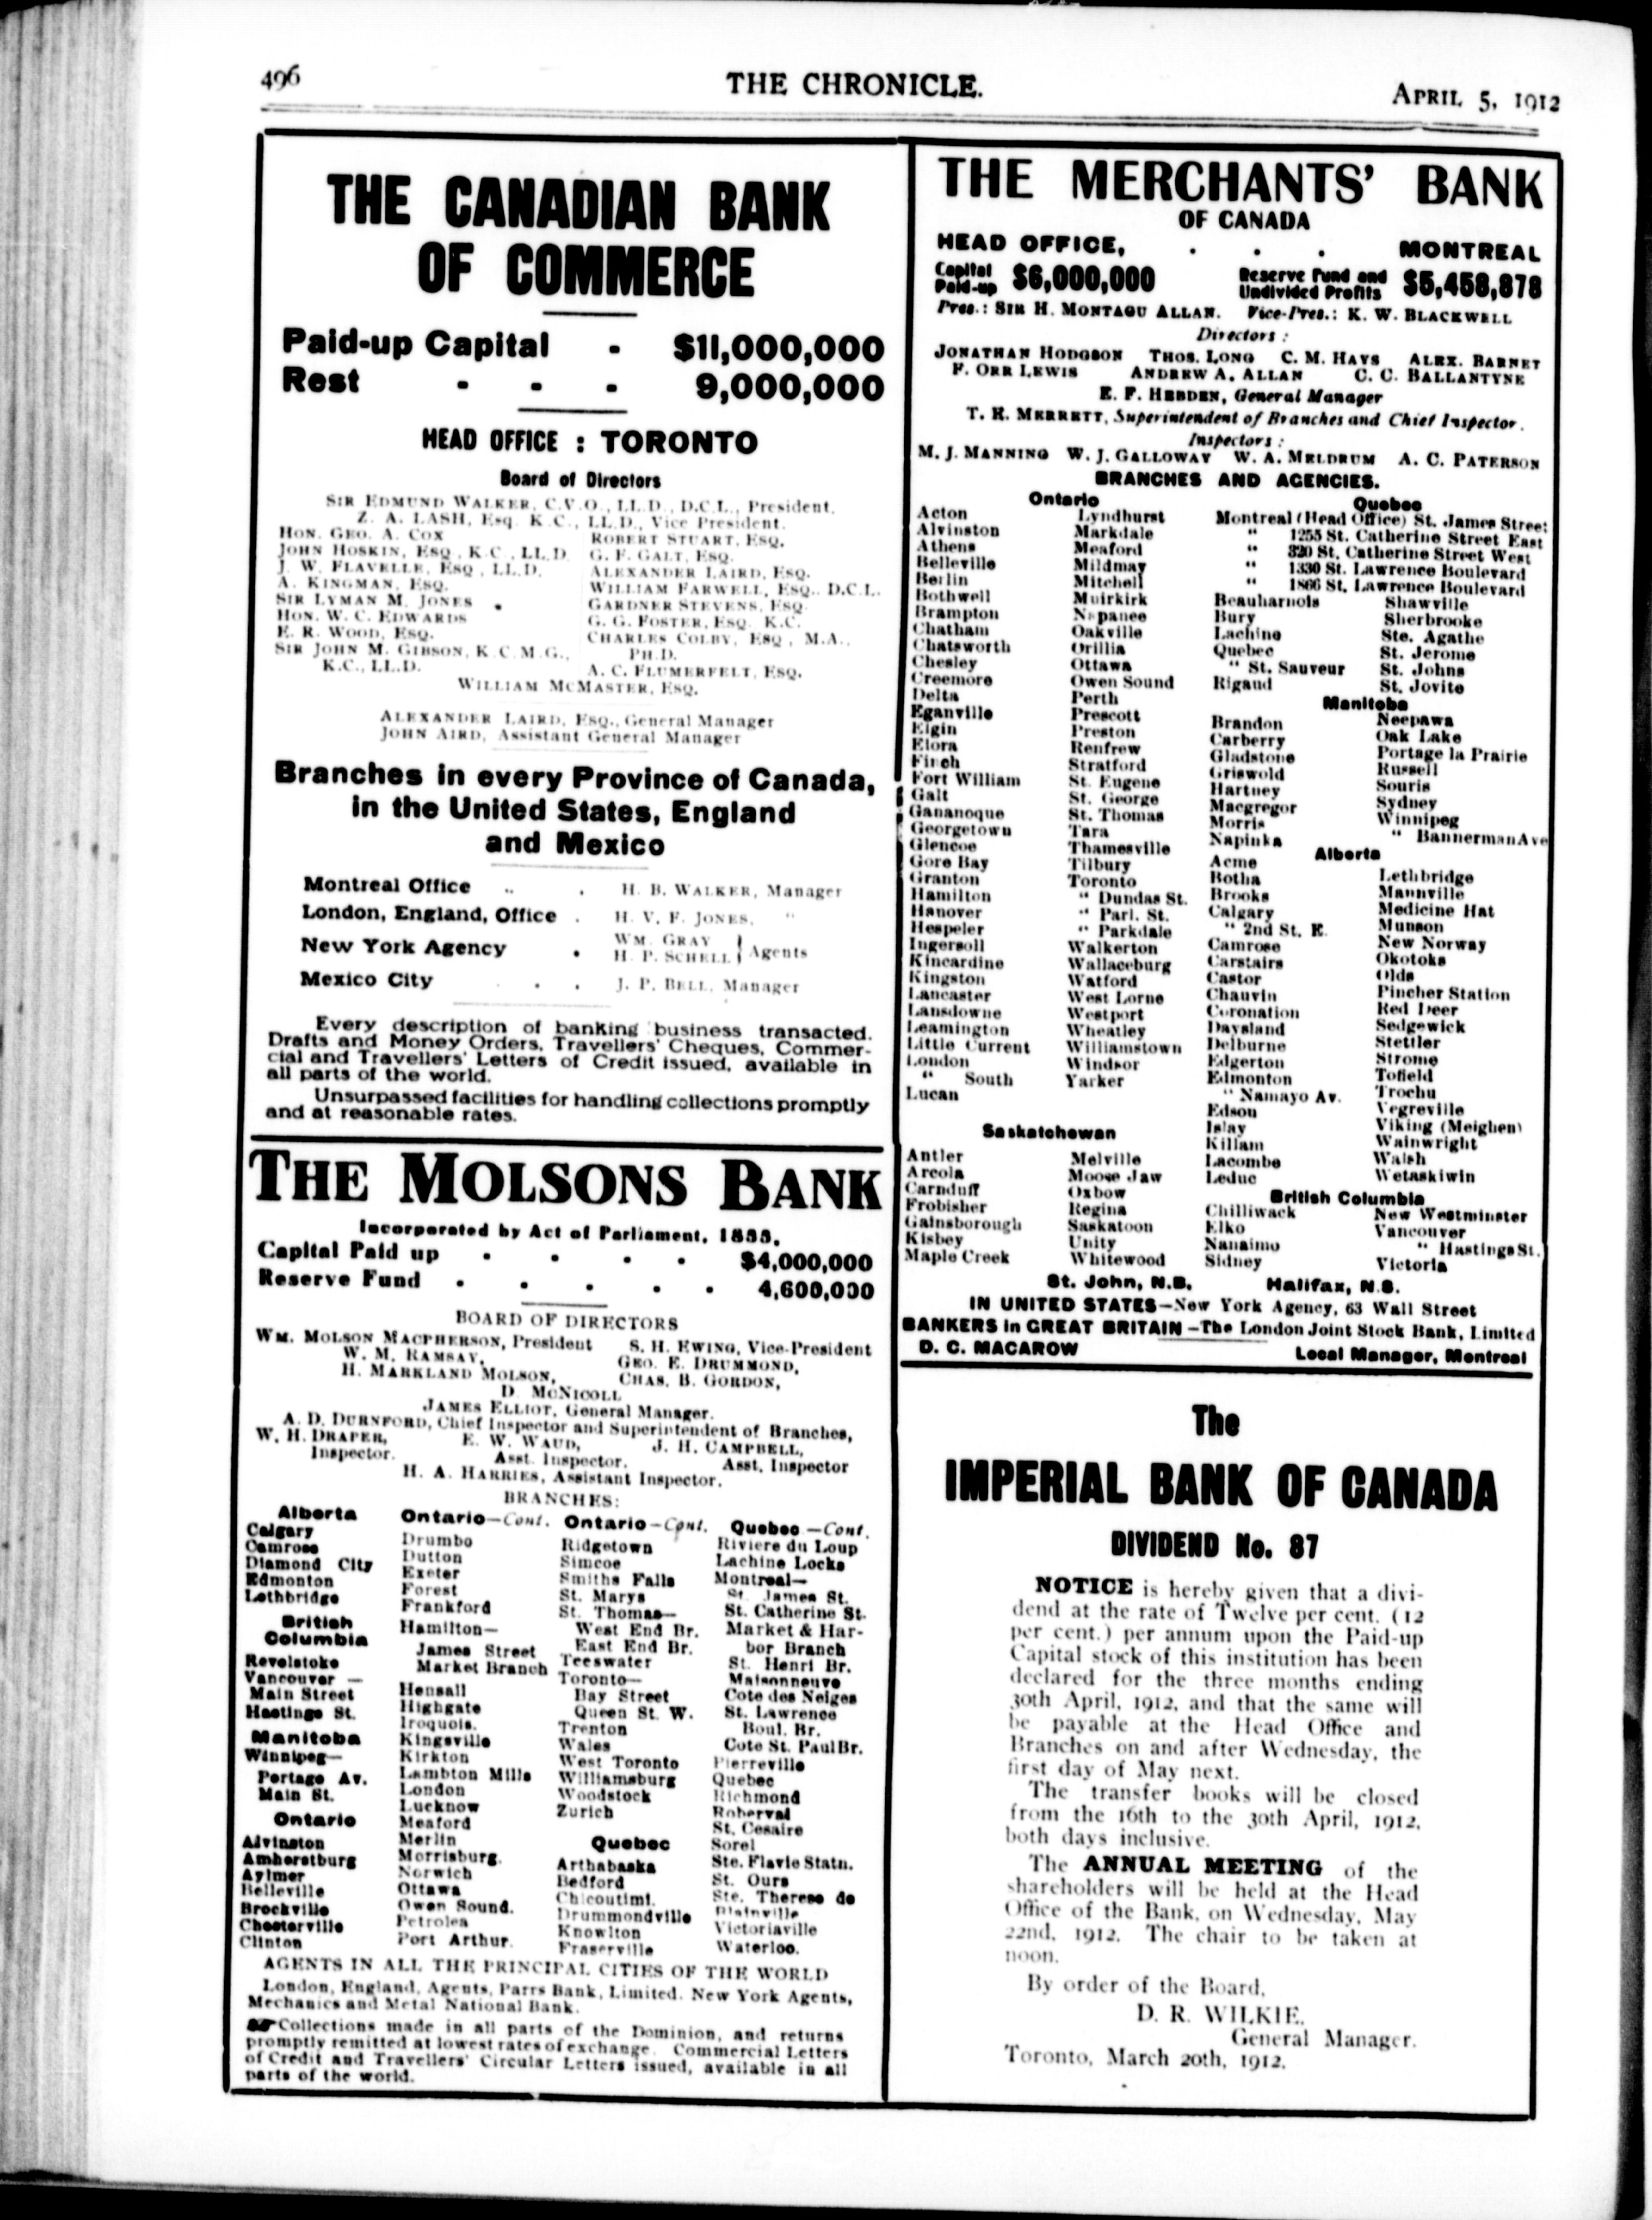 496
THE CHRONICLE.
APRIL 5, 1912
THE CANADIAN BANK
OF COMMERCE
Paid-up Capital - $11,000,000
Rest - - - 9,000,000
HEAD OFFICE : TORONTO
Board of Directors
SIR EDMUND WALKER, C.V.O., LL.D., D.C.L., President.
Z. A. LASH, Esq. K.C., LL.D., Vice President.
HON. GEO. A. COX
JOHN HOSKIN, ESQ., K.C., LL.D.
J. W. FLAVELLE, ESQ., LL.D.
A. KINGMAN, ESQ.
SIR LYMAN M. JONES
HON. W. C. EDWARDS
E. R. WOOD, ESQ.
SIR JOHN M. GIBSON, K.C.M.G.,
K.C., LL.D.
ROBERT STUART, ESQ.
G. F. GALT, ESQ.
ALEXANDER LAIRD, ESQ.
WILLIAM FARWELL, ESQ., D.C.L.
GARDNER STEVENS, ESQ.
G. G. FOSTER, ESQ. K.C.
CHARLES COLBY, ESQ., M.A.,
PH.D.
A. C. FLUMERFELT, ESQ.
WILLIAM MCMASTER, ESQ.
ALEXANDER LAIRD, ESQ., General Manager
JOHN AIRD, Assistant General Manager
Branches in every Province of Canada,
in the United States, England
and Mexico
Montreal Office . . H. B. WALKER, Manager
London, England, Office . H. V. F. JONES, "
New York Agency . WM. GRAY
H. P. SCHELL } Agents
Mexico City . . J. P. BELL, Manager
Every description of banking business transacted.
Drafts and Money Orders, Travellers' Cheques, Commer-
cial and Travellers' Letters of Credit issued, available in
all parts of the world.
Unsurpassed facilities for handling collections promptly
and at reasonable rates.
THE MOLSONS BANK
Incorporated by Act of Parliament, 1855.
Capital Paid up . . . . $4,000,000
Reserve Fund . . . . . 4,600,000
BOARD OF DIRECTORS
WM. MOLSON MACPHERSON, President S. H. EWING, Vice-President
W. M. RAMSAY, GEO. E. DRUMMOND,
H. MARKLAND MOLSON, CHAS. B. GORDON,
D. MCNICOLL
JAMES ELLIOT, General Manager.
A. D. DURNFORD, Chief Inspector and Superintendent of Branches,
W. H. DRAPER, E. W. WAUD, J. H. CAMPBELL,
Inspector. Asst. Inspector. Asst. Inspector
H. A. HARRIES, Assistant Inspector.
BRANCHES:
Alberta
Calgary
Camrose
Diamond City
Edmonton
Lethbridge
British
Columbia
Revelstoke
Vancouver —
Main Street
Hastings St.
Manitoba
Winnipeg—
Portage Av.
Main St.
Ontario
Alvinston
Amherstburg
Aylmer
Belleville
Brockville
Chesterville
Clinton
Ontario—Cont.
Drumbo
Dutton
Exeter
Forest
Frankford
Hamilton—
James Street
Market Branch
Hensall
Highgate
Iroquois.
Kingsville
Kirkton
Lambton Mills
London
Lucknow
Meaford
Merlin
Morrisburg.
Norwich
Ottawa
Owen Sound.
Petrolea
Port Arthur.
Ontario—Cont.
Ridgetown
Simcoe
Smiths Falls
St. Marys
St. Thomas—
West End Br.
East End Br.
Teeswater
Toronto—
Bay Street
Queen St. W.
Trenton
Wales
West Toronto
Williamsburg
Woodstock
Zurich
Quebec
Arthabaska
Bedford
Chicoutimi.
Drummondville
Knowlton
Fraserville
Quebec—Cont.
Riviere du Loup
Lachine Locks
Montreal—
St. James St.
St. Catherine St.
Market & Har-
bor Branch
St. Henri Br.
Maisonneuve
Cote des Neiges
St. Lawrence
Boul. Br.
Cote St. Paul Br.
Pierreville
Quebec
Richmond
Roberval
St. Cesaire
Sorel
Ste. Flavie Statn.
St. Ours
Ste. Therese de
Blainville
Victoriaville
Waterloo.
AGENTS IN ALL THE PRINCIPAL CITIES OF THE WORLD
London, England, Agents, Parrs Bank, Limited. New York Agents,
Mechanics and Metal National Bank.
☛Collections made in all parts of the Dominion, and returns
promptly remitted at lowest rates of exchange. Commercial Letters
of Credit and Travellers' Circular Letters issued, available in all
parts of the world.
THE MERCHANTS' BANK
OF CANADA
HEAD OFFICE, . . . MONTREAL
Capital
Paid-up $6,000,000 Reserve Fund and
Undivided Profits $5,458,878
Pres.: SIR H. MONTAGU ALLAN. Vice-Pres.: K. W. BLACKWELL
Directors:
JONATHAN HODGSON THOS. LONG C. M. HAYS ALEX. BARNET
F. ORR LEWIS ANDREW A. ALLAN C. C. BALLANTYNE
E. F. HEBDEN, General Manager
T. E. MERRETT, Superintendent of Branches and Chief Inspector.
Inspectors:
M. J. MANNING W. J. GALLOWAY W. A. MELDRUM A. C. PATERSON
BRANCHES AND AGENCIES.
Ontario
Acton
Alvinston
Athens
Belleville
Berlin
Bothwell
Brampton
Chatham
Chatsworth
Chesley
Creemore
Delta
Eganville
Elgin
Elora
Finch
Fort William
Galt
Gananoque
Georgetown
Glencoe
Gore Bay
Granton
Hamilton
Hanover
Hespeler
Ingersoll
Kincardine
Kingston
Lancaster
Lansdowne
Leamington
Little Current
London
" South
Lucan
Lyndhurst
Markdale
Meaford
Mildmay
Mitchell
Muirkirk
Napanee
Oakville
Orillia
Ottawa
Owen Sound
Perth
Prescott
Preston
Renfrew
Stratford
St. Eugene
St. George
St. Thomas
Tara
Thamesville
Tilbury
Toronto
" Dundas St.
" Parl. St.
" Parkdale
Walkerton
Wallaceburg
Watford
West Lorne
Westport
Wheatley
Williamstown
Windsor
Yarker
Quebec
Montreal (Head Office) St. James Street
" 1255 St. Catherine Street East
" 320 St. Catherine Street West
" 1330 St. Lawrence Boulevard
" 1866 St. Lawrence Boulevard
Beauharnois
Bury
Lachine
Quebec
" St. Sauveur
Rigaud
Shawville
Sherbrooke
Ste. Agathe
St. Jerome
St. Johns
St. Jovite
Manitoba
Brandon
Carberry
Gladstone
Griswold
Hartney
Macgregor
Morris
Napinka
Neepawa
Oak Lake
Portage la Prairie
Russell
Souris
Sydney
Winnipeg
" Bannerman Ave
Alberta
Acme
Botha
Brooks
Calgary
" 2nd St. E.
Camrose
Carstairs
Castor
Chauvin
Coronation
Daysland
Delburne
Edgerton
Edmonton
" Namayo Av.
Edson
Islay
Killam
Lacombe
Leduc
Lethbridge
Mannville
Medicine Hat
Munson
New Norway
Okotoks
Olds
Pincher Station
Red Deer
Sedgewick
Stettler
Strome
Tofield
Trochu
Vegreville
Viking (Meighen)
Wainwright
Walsh
Wetaskiwin
Saskatchewan
Antler
Arcola
Carnduff
Frobisher
Gainsborough
Kisbey
Maple Creek
Melville
Moose Jaw
Oxbow
Regina
Saskatoon
Unity
Whitewood
British Columbia
Chilliwack
Elko
Nanaimo
Sidney
New Westminster
Vancouver
" Hastings St.
Victoria
St. John, N.B. Halifax, N.S.
IN UNITED STATES—New York Agency, 63 Wall Street
BANKERS in GREAT BRITAIN—The London Joint Stock Bank, Limited
D. C. MACAROW Local Manager, Montreal
The
IMPERIAL BANK OF CANADA
DIVIDEND No. 87
NOTICE is hereby given that a divi-
dend at the rate of Twelve per cent. (12
per cent.) per annum upon the Paid-up
Capital stock of this institution has been
declared for the three months ending
30th April, 1912, and that the same will
be payable at the Head Office and
Branches on and after Wednesday, the
first day of May next.
The transfer books will be closed
from the 16th to the 30th April, 1912,
both days inclusive.
The ANNUAL MEETING of the
shareholders will be held at the Head
Office of the Bank, on Wednesday, May
22nd, 1912. The chair to be taken at
noon.
By order of the Board,
D. R. WILKIE,
General Manager.
Toronto, March 20th, 1912.